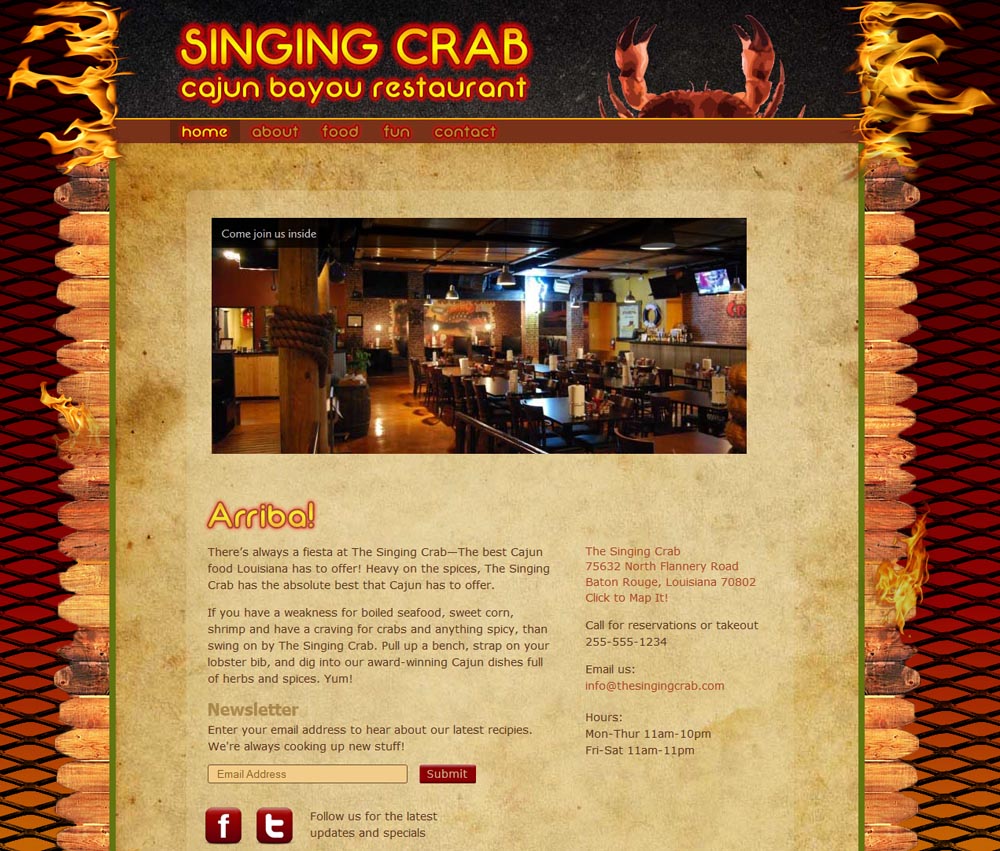 SINGING CRAB
cajun bayou restaurant
home about food fun contact
Come join us inside
Arriba!
There's always a fiesta at The Singing Crab—The best Cajun
food Louisiana has to offer! Heavy on the spices, The Singing
Crab has the absolute best that Cajun has to offer.
If you have a weakness for boiled seafood, sweet corn,
shrimp and have a craving for crabs and anything spicy, than
swing on by The Singing Crab. Pull up a bench, strap on your
lobster bib, and dig into our award-winning Cajun dishes full
of herbs and spices. Yum!
Newsletter
Enter your email address to hear about our latest recipies.
We're always cooking up new stuff!
Email Address
Submit
f t
Follow us for the latest
updates and specials
The Singing Crab
75632 North Flannery Road
Baton Rouge, Louisiana 70802
Click to Map It!
Call for reservations or takeout
255-555-1234
Email us:
info@thesingingcrab.com
Hours:
Mon-Thur 11am-10pm
Fri-Sat 11am-11pm